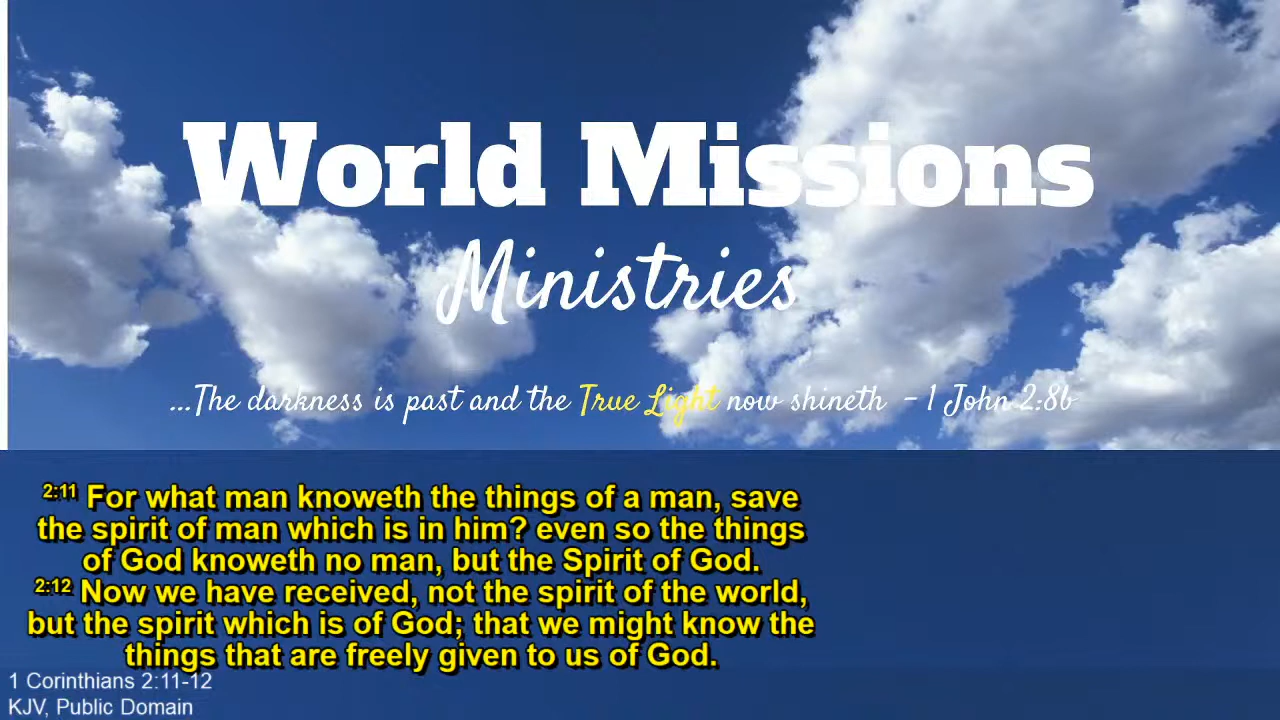 World Missions
Ministries
...The darkness is past and the True Light now shineth - 1 John 2:8b
2:11 For what man knoweth the things of a man, save
the spirit of man which is in him? even so the things
of God knoweth no man, but the Spirit of God.
2:12 Now we have received, not the spirit of the world,
but the spirit which is of God; that we might know the
things that are freely given to us of God.
1 Corinthians 2:11-12
KJV, Public Domain